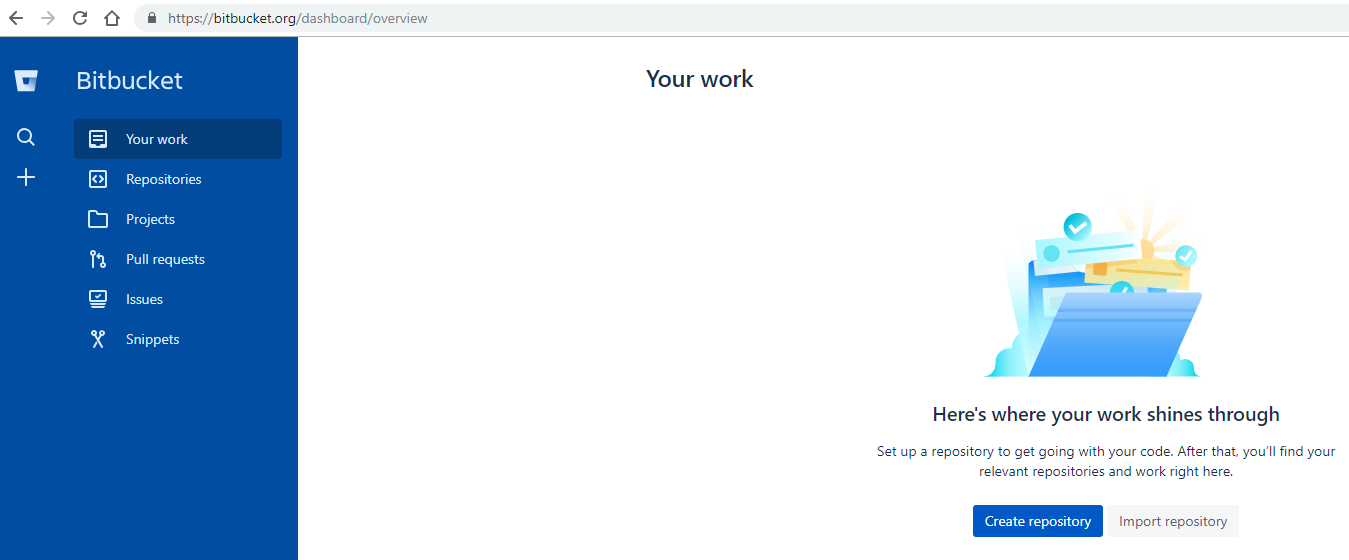 https://bitbucket.org/dashboard/overview
Bitbucket
Your work
Repositories
Projects
Pull requests
Issues
Snippets
Your work
Here's where your work shines through
Set up a repository to get going with your code. After that, you’ll find your
relevant repositories and work right here.
Create repository
Import repository